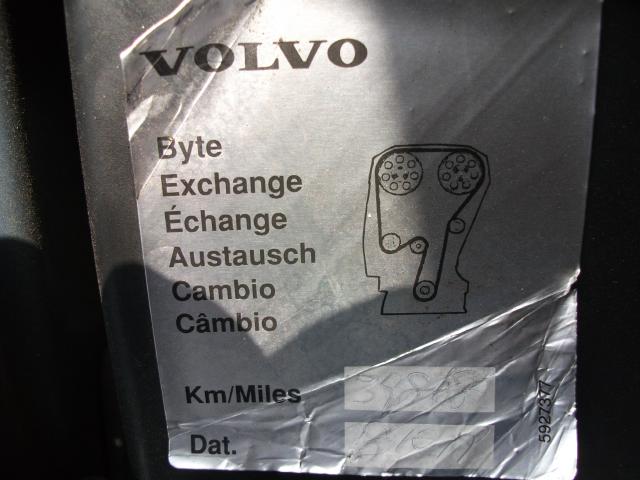 VOLVO
Byte
Exchange
Échange
Austausch
Cambio
Câmbio
Km/Miles
Dat.
5927377